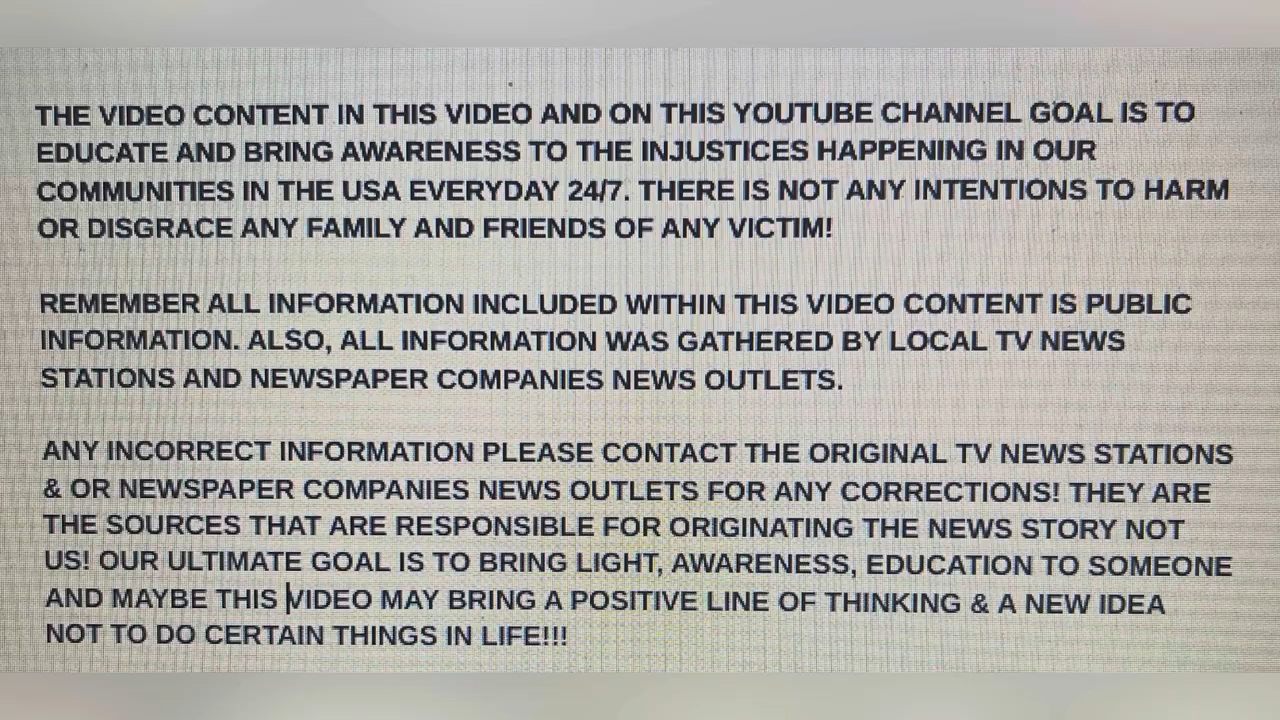 THE VIDEO CONTENT IN THIS VIDEO AND ON THIS YOUTUBE CHANNEL GOAL IS TO
EDUCATE AND BRING AWARENESS TO THE INJUSTICES HAPPENING IN OUR
COMMUNITIES IN THE USA EVERYDAY 24/7. THERE IS NOT ANY INTENTIONS TO HARM
OR DISGRACE ANY FAMILY AND FRIENDS OF ANY VICTIM!
REMEMBER ALL INFORMATION INCLUDED WITHIN THIS VIDEO CONTENT IS PUBLIC
INFORMATION. ALSO, ALL INFORMATION WAS GATHERED BY LOCAL TV NEWS
STATIONS AND NEWSPAPER COMPANIES NEWS OUTLETS.
ANY INCORRECT INFORMATION PLEASE CONTACT THE ORIGINAL TV NEWS STATIONS
& OR NEWSPAPER COMPANIES NEWS OUTLETS FOR ANY CORRECTIONS! THEY ARE
THE SOURCES THAT ARE RESPONSIBLE FOR ORIGINATING THE NEWS STORY NOT
US! OUR ULTIMATE GOAL IS TO BRING LIGHT, AWARENESS, EDUCATION TO SOMEONE
AND MAYBE THIS VIDEO MAY BRING A POSITIVE LINE OF THINKING & A NEW IDEA
NOT TO DO CERTAIN THINGS IN LIFE!!!